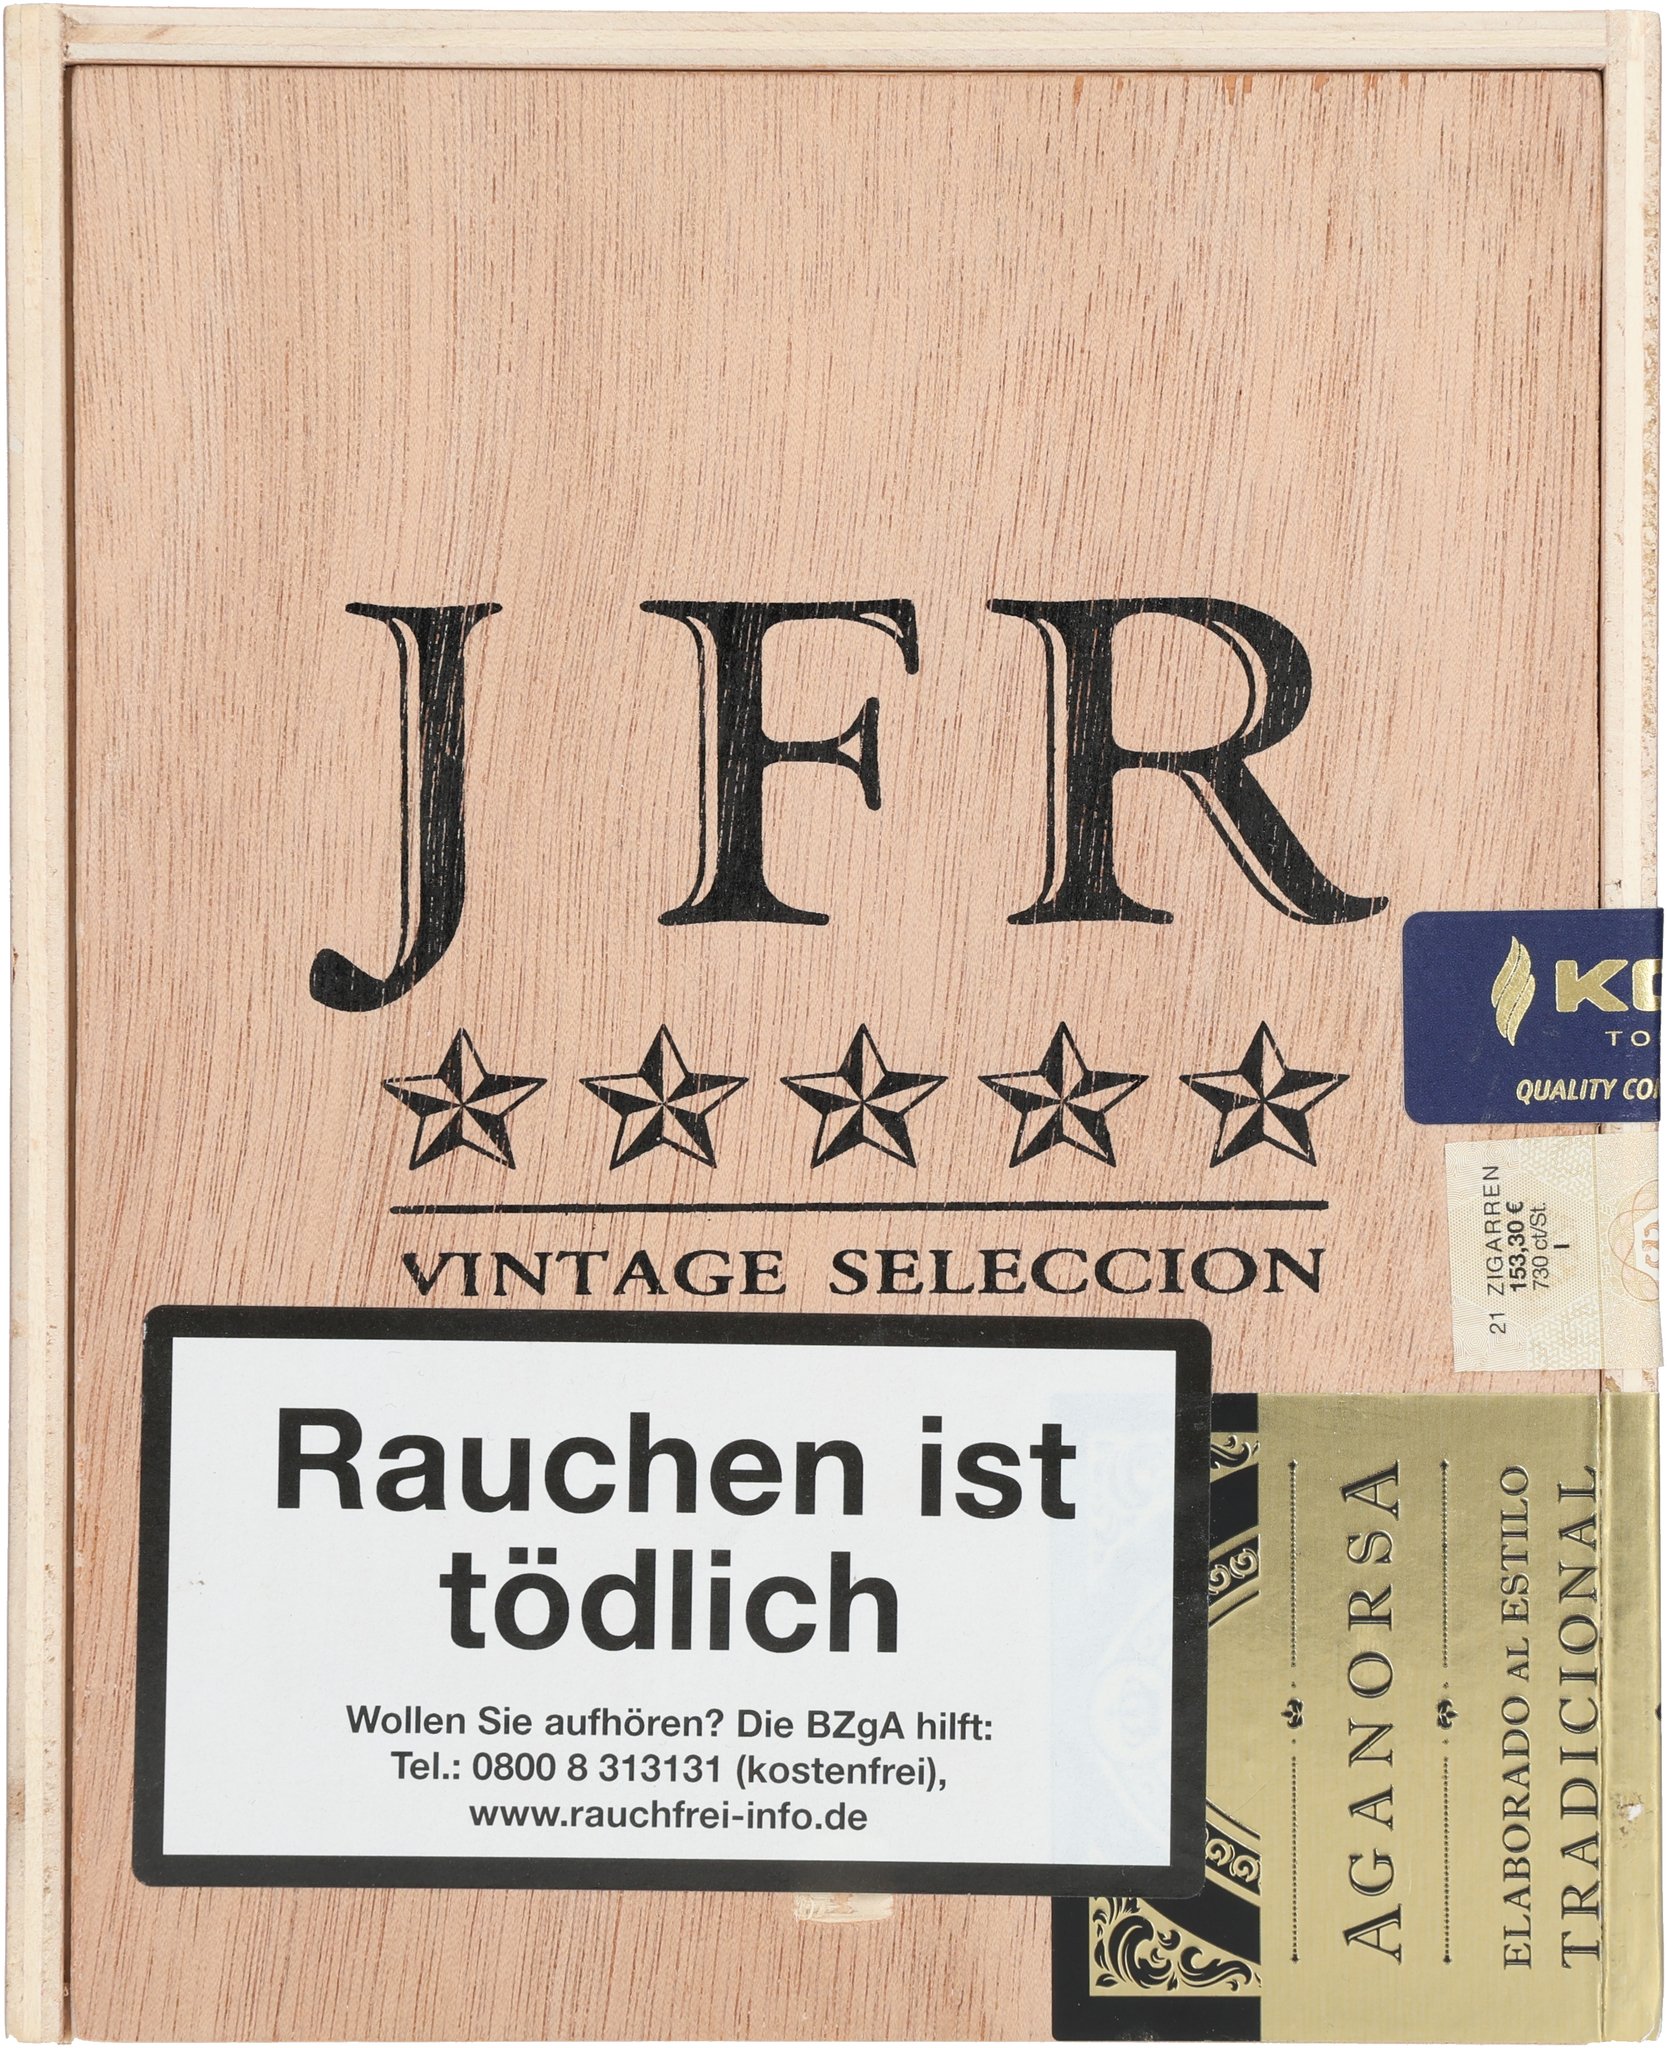 J F R
VINTAGE SELECCION
QUALITY
21 ZIGARREN
153,30 €
730 ct/St.
I
Rauchen ist
tödlich
Wollen Sie aufhören? Die BZgA hilft:
Tel.: 0800 8 313131 (kostenfrei),
www.rauchfrei-info.de
AGANORSA
ELABORADO AL ESTILO
TRADICIONAL